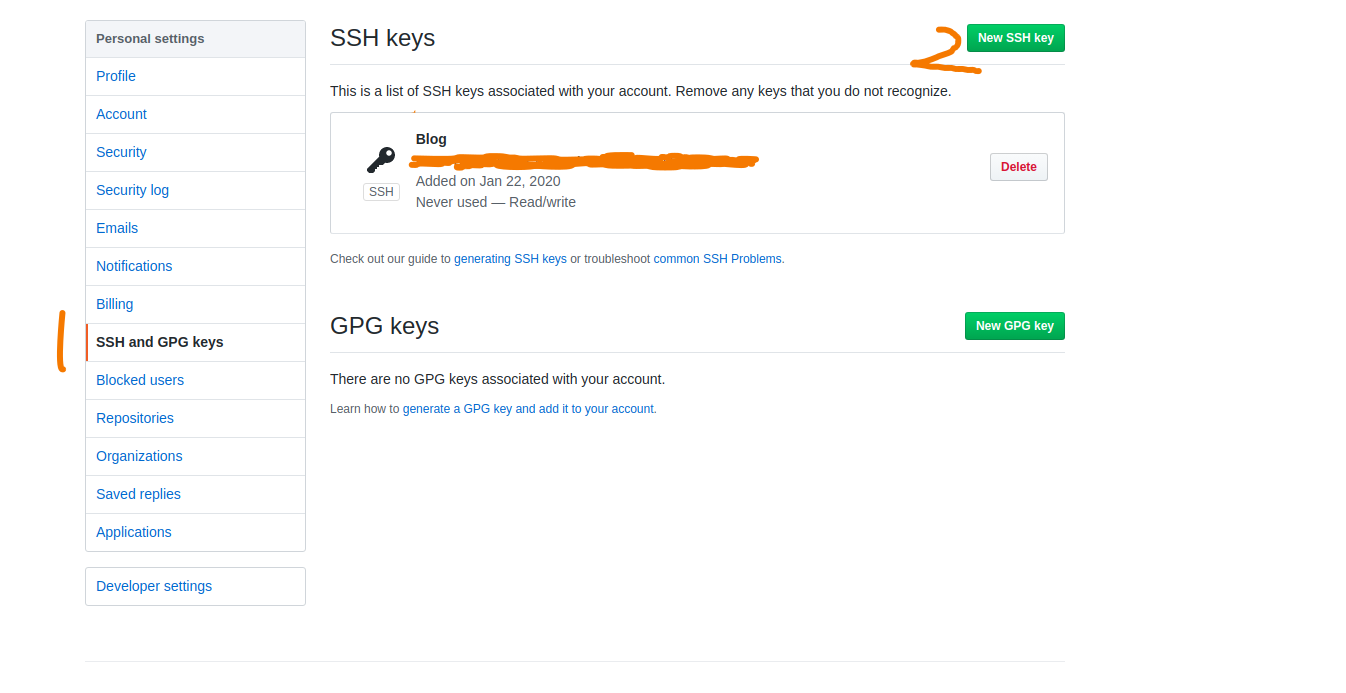 Personal settings
Profile
Account
Security
Security log
Emails
Notifications
Billing
1
SSH and GPG keys
Blocked users
Repositories
Organizations
Saved replies
Applications
Developer settings
SSH keys
2
New SSH key
This is a list of SSH keys associated with your account. Remove any keys that you do not recognize.
SSH
Blog
Added on Jan 22, 2020
Never used — Read/write
Delete
Check out our guide to generating SSH keys or troubleshoot common SSH Problems.
GPG keys
New GPG key
There are no GPG keys associated with your account.
Learn how to generate a GPG key and add it to your account.